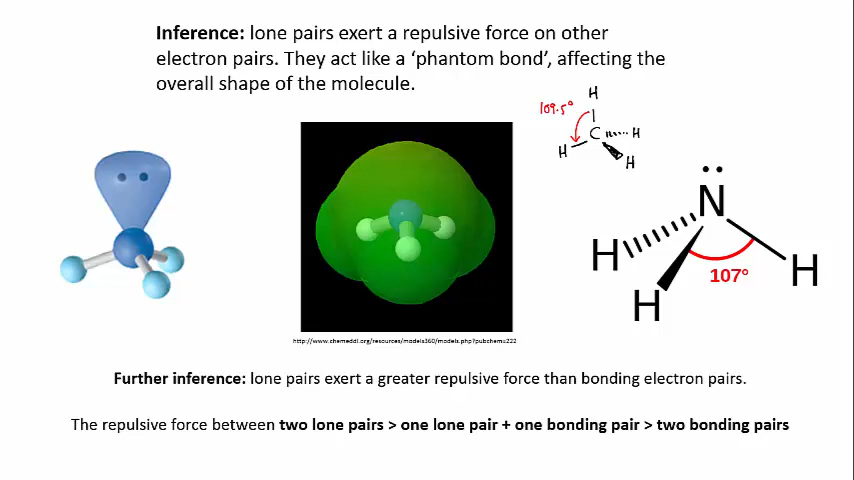 Inference: lone pairs exert a repulsive force on other
electron pairs. They act like a ‘phantom bond’, affecting the
overall shape of the molecule.
109.5°
H
C
H
H
H
N
H
H
H
107°
http://www.chemeddl.org/resources/models360/models.php?pubchem=222
Further inference: lone pairs exert a greater repulsive force than bonding electron pairs.
The repulsive force between two lone pairs > one lone pair + one bonding pair > two bonding pairs